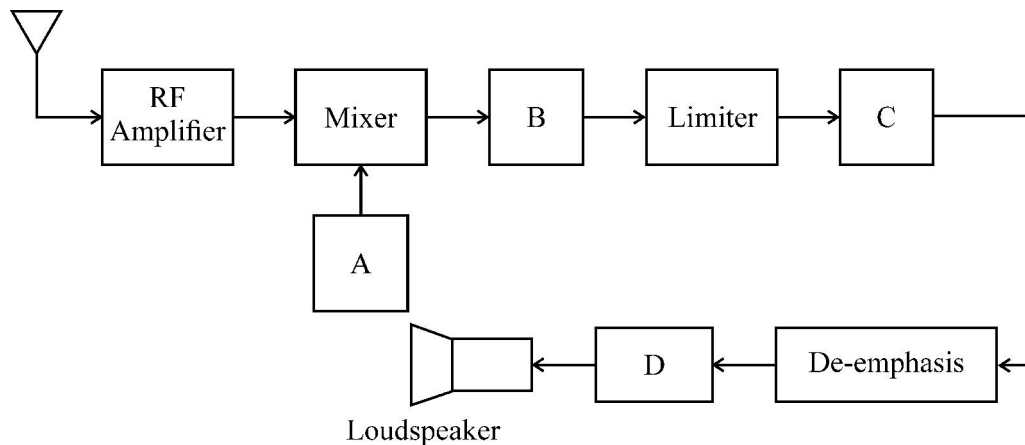 RF
Amplifier
Mixer
B
Limiter
C
A
D
De-emphasis
Loudspeaker